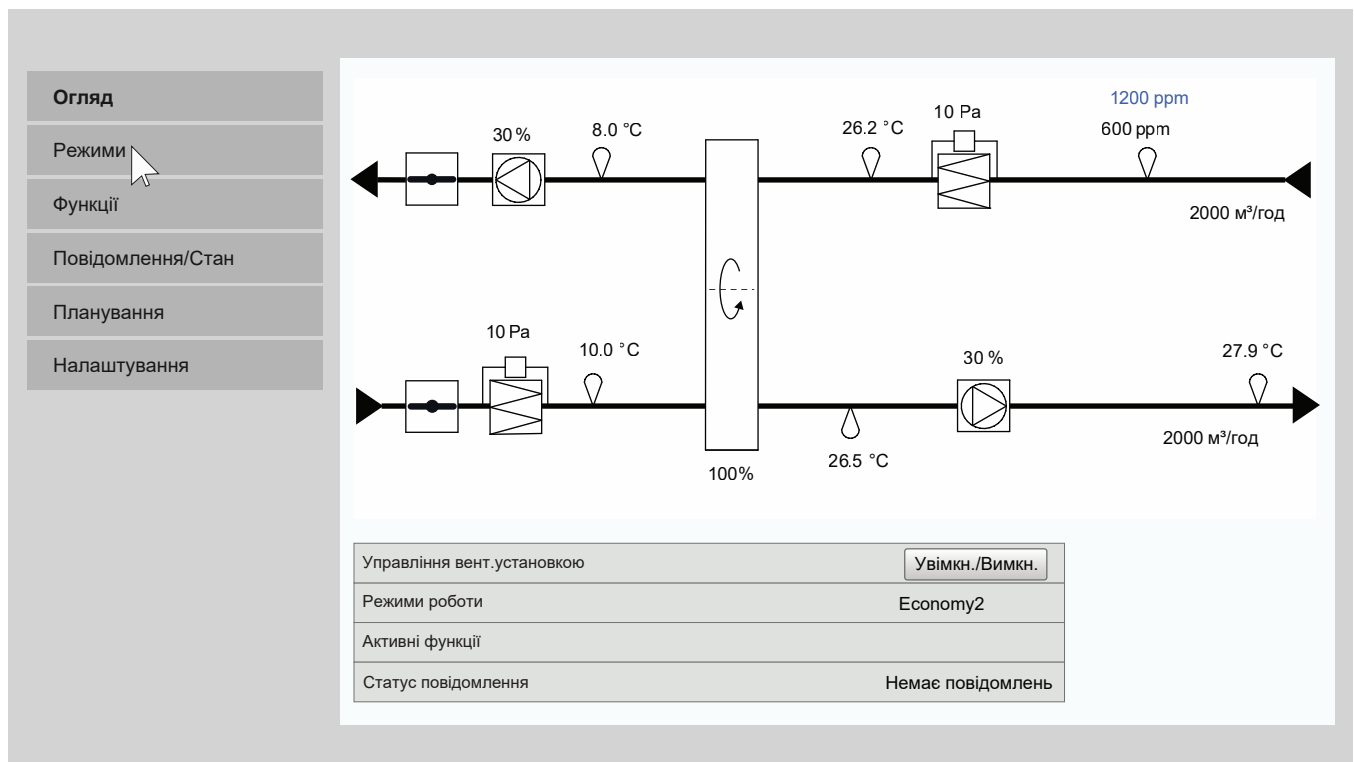 Огляд
Режими
Функції
Повідомлення/Стан
Планування
Налаштування
1200 ppm
10 Pa
600 ppm
30 %
8.0 °C
26.2 °C
2000 м³/год
10 Pa
10.0 °C
30 %
27.9 °C
2000 м³/год
26.5 °C
100%
Управління вент.установкою Увімкн./Вимкн.
Режими роботи Economy2
Активні функції
Статус повідомлення Немає повідомлень